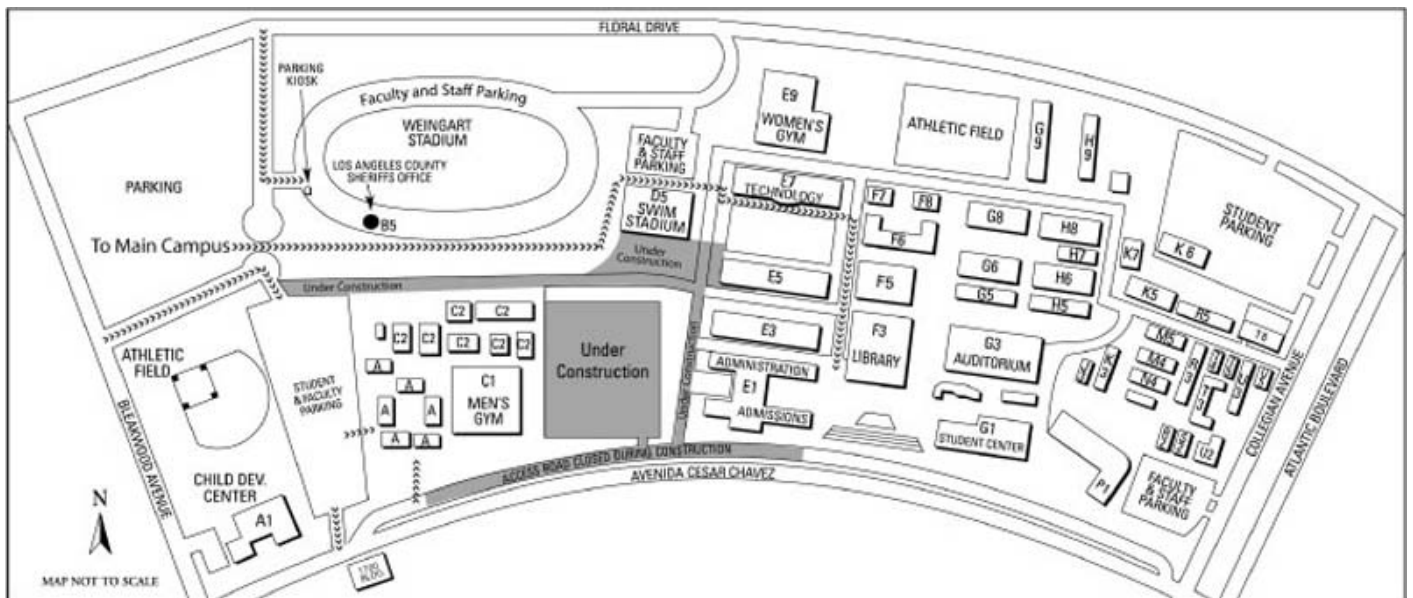 FLORAL DRIVE
PARKING
KIOSK
Faculty and Staff Parking
WEINGART
STADIUM
LOS ANGELES COUNTY
SHERIFFS OFFICE
B5
PARKING
To Main Campus
FACULTY
& STAFF
PARKING
D5
SWIM
STADIUM
E9
WOMEN'S
GYM
ATHLETIC FIELD
G9
H9
E7
TECHNOLOGY
F7
F8
F6
G8
H8
H7
G6
H6
G5
H5
K7
STUDENT
PARKING
K6
K5
R5
Under
Construction
Under Construction
E5
F5
E3
F3
LIBRARY
G3
AUDITORIUM
ADMINISTRATION
E1
ADMISSIONS
G1
STUDENT CENTER
Under
Construction
Under Construction
C2
C2
C2
C2
C2
C2
C2
A
A
A
A
A
A
C1
MEN'S
GYM
ATHLETIC
FIELD
STUDENT
& FACULTY
PARKING
CHILD DEV.
CENTER
A1
BLEAKWOOD AVENUE
N
MAP NOT TO SCALE
ACCESS ROAD CLOSED DURING CONSTRUCTION
AVENIDA CESAR CHAVEZ
K3
M5
M4
N4
R3
U2
P1
FACULTY
& STAFF
PARKING
COLLEGIAN AVENUE
ATLANTIC BOULEVARD